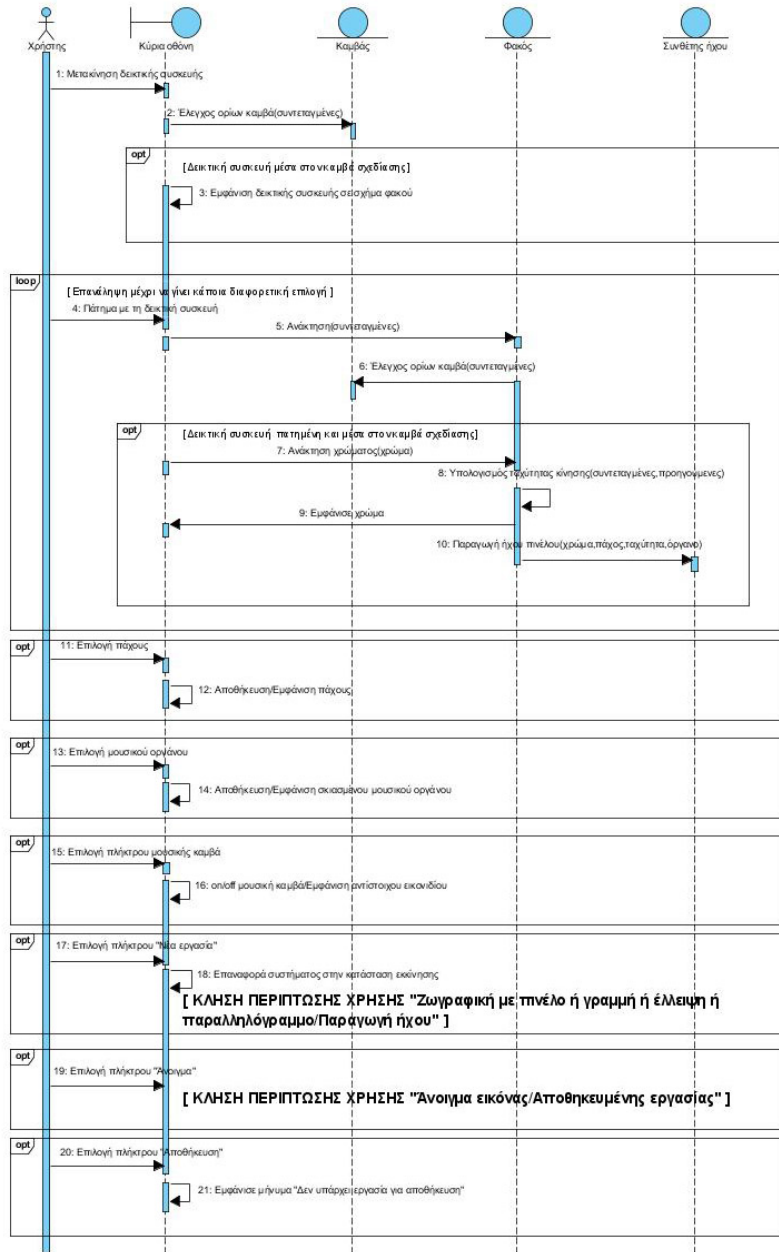 Χρήστης Κύρια οθόνη Καμβάς Φακός Συνθέτης ήχου
1: Μετακίνηση δεικτικής συσκευής
2: Έλεγχος ορίων καμβά(συντεταγμένες)
opt
[ Δεικτική συσκευή μέσα στον καμβά σχεδίασης ]
3: Εμφάνιση δεικτικής συσκευής σε σχήμα φακού
loop
[ Επανάληψη μέχρι να γίνει κάποια διαφορετική επιλογή ]
4: Πάτημα με τη δεικτική συσκευή
5: Ανάκτηση(συντεταγμένες)
6: Έλεγχος ορίων καμβά(συντεταγμένες)
opt
[ Δεικτική συσκευή πατημένη και μέσα στον καμβά σχεδίασης]
7: Ανάκτηση χρώματος(χρώμα)
8: Υπολογισμός ταχύτητας κίνησης(συντεταγμένες,προηγούμενες)
9: Εμφάνισε χρώμα
10: Παραγωγή ήχου πινέλου(χρώμα,πάχος,ταχύτητα,όργανο)
opt
11: Επιλογή πάχους
12: Αποθήκευση/Εμφάνιση πάχους
opt
13: Επιλογή μουσικού οργάνου
14: Αποθήκευση/Εμφάνιση σκιασμένου μουσικού οργάνου
opt
15: Επιλογή πλήκτρου μουσικής καμβά
16: on/off μουσική καμβά/Εμφάνιση αντίστοιχου εικονιδίου
opt
17: Επιλογή πλήκτρου "Νέα εργασία"
18: Επαναφορά συστήματος στην κατάσταση εκκίνησης
[ ΚΛΗΣΗ ΠΕΡΙΠΤΩΣΗΣ ΧΡΗΣΗΣ "Ζωγραφική με πινέλο ή γραμμή ή έλλειψη ή
παραλληλόγραμμο/Παραγωγή ήχου" ]
opt
19: Επιλογή πλήκτρου "Άνοιγμα"
[ ΚΛΗΣΗ ΠΕΡΙΠΤΩΣΗΣ ΧΡΗΣΗΣ "Άνοιγμα εικόνας/Αποθηκευμένης εργασίας" ]
opt
20: Επιλογή πλήκτρου "Αποθήκευση"
21: Εμφάνισε μήνυμα "Δεν υπάρχει εργασία για αποθήκευση"